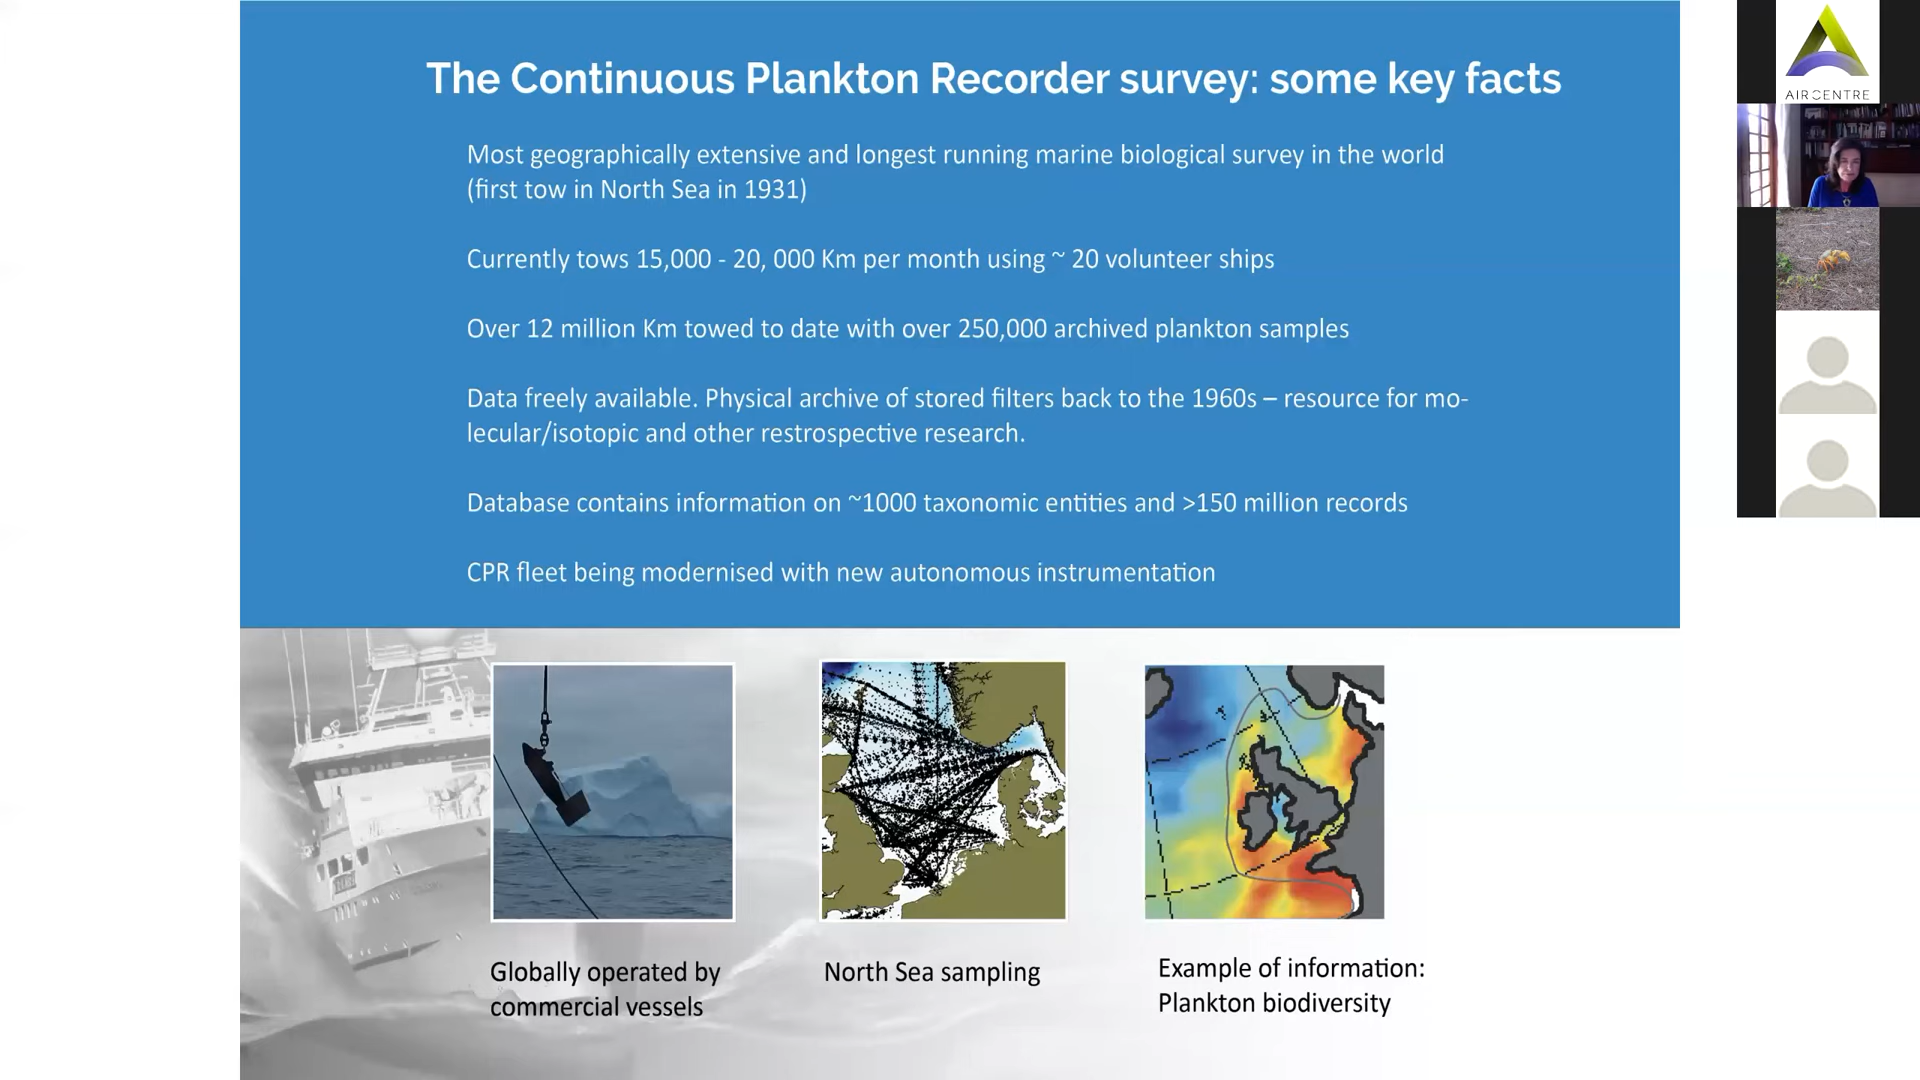 The Continuous Plankton Recorder survey: some key facts
Most geographically extensive and longest running marine biological survey in the world
(first tow in North Sea in 1931)
Currently tows 15,000 - 20, 000 Km per month using ~ 20 volunteer ships
Over 12 million Km towed to date with over 250,000 archived plankton samples
Data freely available. Physical archive of stored filters back to the 1960s – resource for mo-
lecular/isotopic and other restrospective research.
Database contains information on ~1000 taxonomic entities and >150 million records
CPR fleet being modernised with new autonomous instrumentation
Globally operated by
commercial vessels
North Sea sampling
Example of information:
Plankton biodiversity
AIRCENTRE